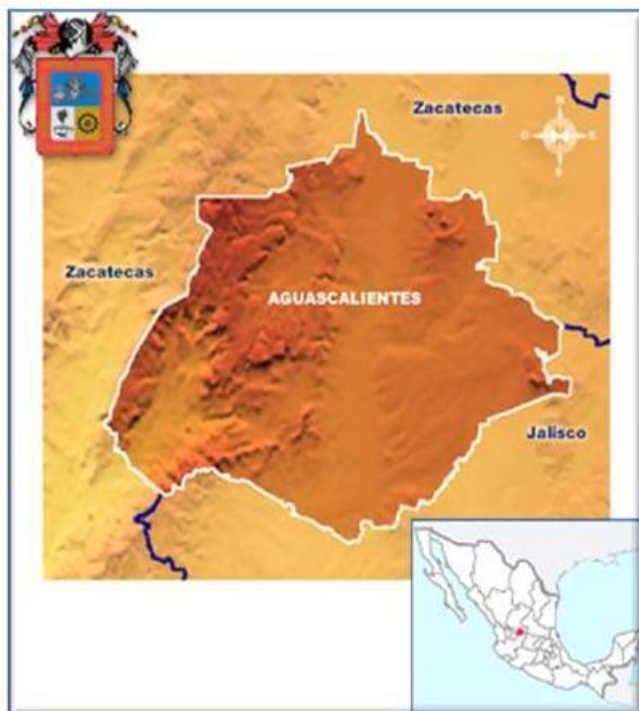 Zacatecas
N
O
E
S
Zacatecas
AGUASCALIENTES
Jalisco